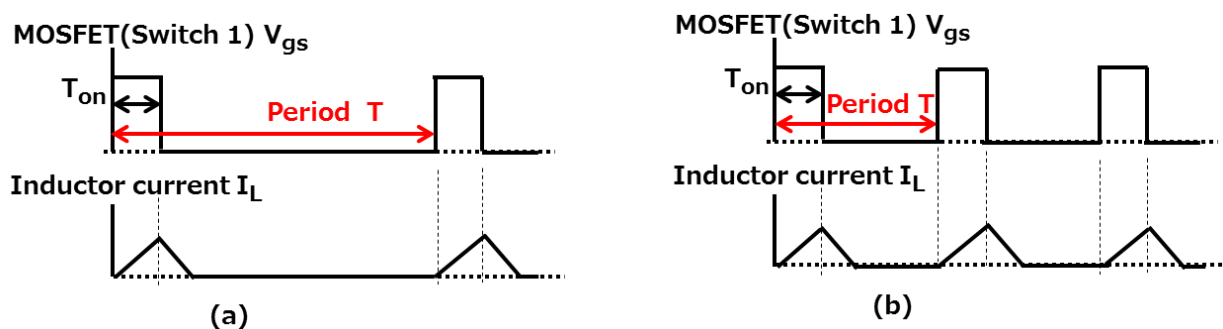 MOSFET(Switch 1) Vgs
Ton
Period T
Inductor current IL
(a)
MOSFET(Switch 1) Vgs
Ton
Period T
Inductor current IL
(b)